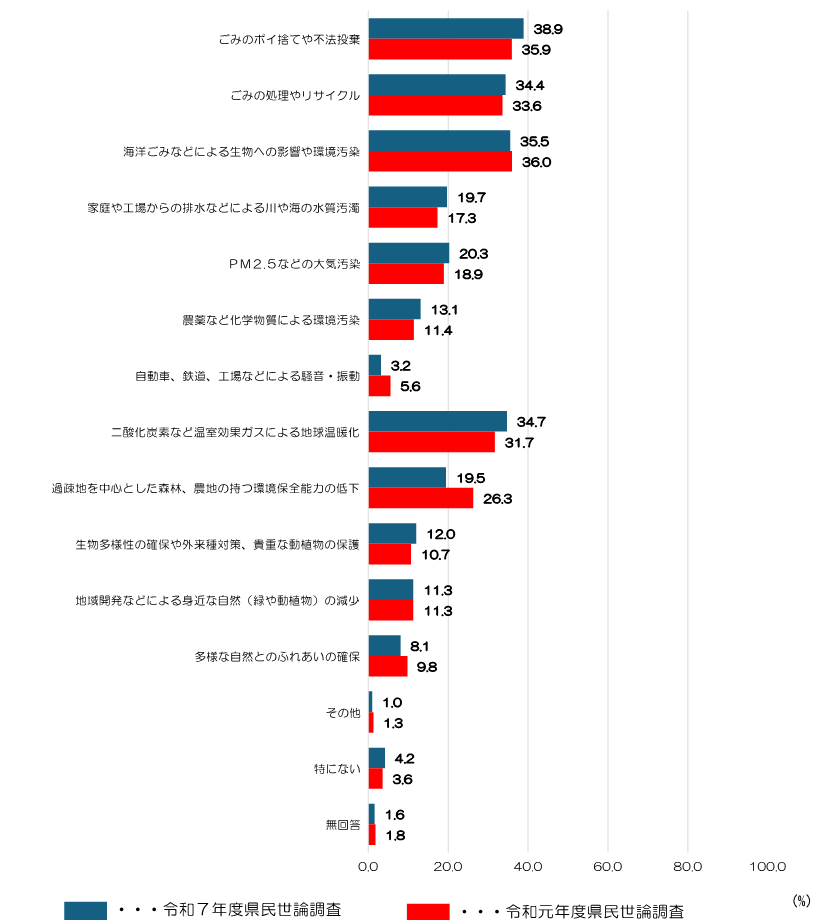 ごみのポイ捨てや不法投棄
38.9
35.9
ごみの処理やリサイクル
34.4
33.6
海洋ごみなどによる生物への影響や環境汚染
35.5
36.0
家庭や工場からの排水などによる川や海の水質汚濁
19.7
17.3
ＰＭ２.５などの大気汚染
20.3
18.9
農薬など化学物質による環境汚染
13.1
11.4
自動車、鉄道、工場などによる騒音・振動
3.2
5.6
二酸化炭素など温室効果ガスによる地球温暖化
34.7
31.7
過疎地を中心とした森林、農地の持つ環境保全能力の低下
19.5
26.3
生物多様性の確保や外来種対策、貴重な動植物の保護
12.0
10.7
地域開発などによる身近な自然（緑や動植物）の減少
11.3
11.3
多様な自然とのふれあいの確保
8.1
9.8
その他
1.0
1.3
特にない
4.2
3.6
無回答
1.6
1.8
0.0 20.0 40.0 60.0 80.0 100.0
(%)
・・・令和７年度県民世論調査 ・・・令和元年度県民世論調査